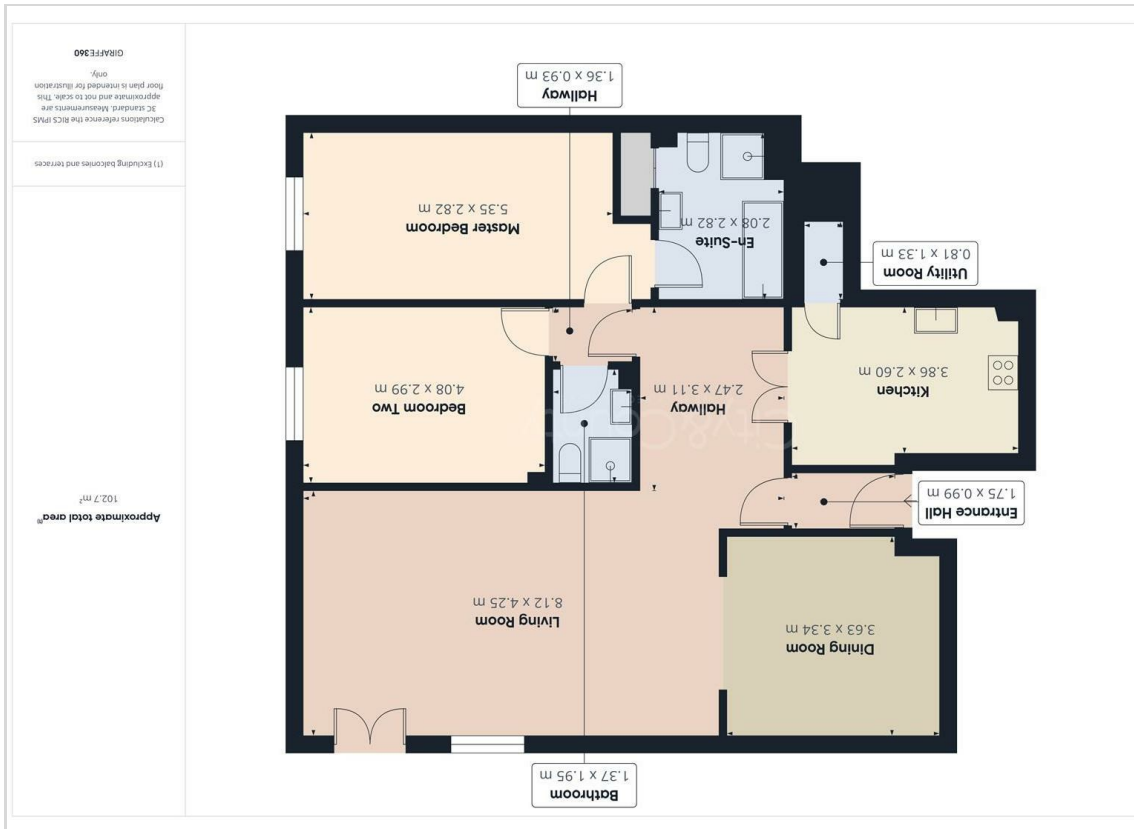 Bathroom
1.37 x 1.95 m
Dining Room
3.63 x 3.34 m
Living Room
8.12 x 4.25 m
Entrance Hall
1.75 x 0.99 m
Kitchen
3.86 x 2.60 m
Hallway
2.47 x 3.11 m
Bedroom Two
4.08 x 2.99 m
Utility Room
0.81 x 1.33 m
En-Suite
2.08 x 2.82 m
Master Bedroom
5.35 x 2.82 m
Hallway
1.36 x 0.93 m
Approximate total area⁽¹⁾
102.7 m²
(1) Excluding balconies and terraces
Calculations reference the RICS IPMS
3C standard. Measurements are
approximate and not to scale. This
floor plan is intended for illustration
only.
GIRAFFE360